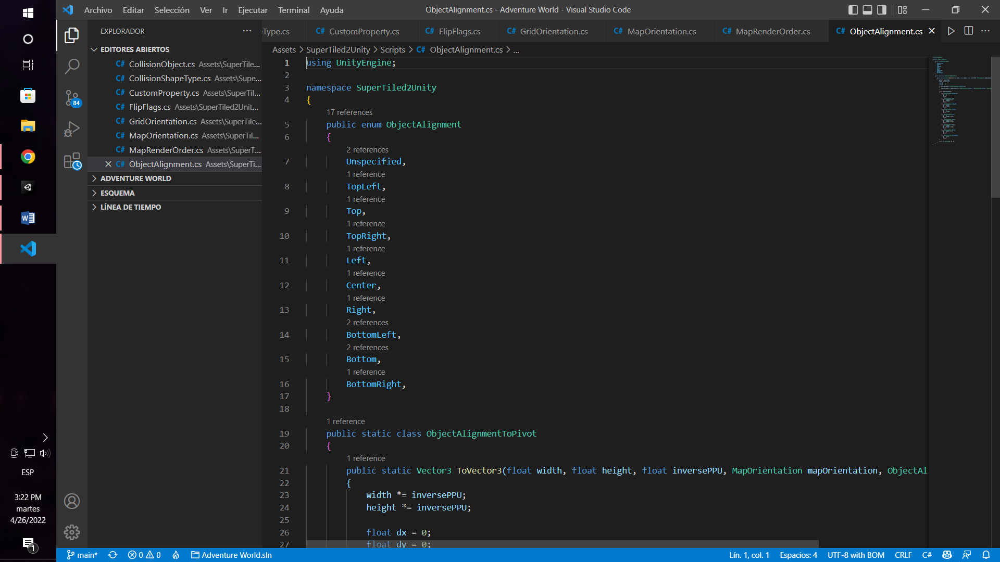 Archivo Editar Selección Ver Ir Ejecutar Terminal Ayuda
ObjectAlignment.cs - Adventure World - Visual Studio Code
EXPLORADOR
Type.cs
C# CustomProperty.cs
C# FlipFlags.cs
C# GridOrientation.cs
C# MapOrientation.cs
C# MapRenderOrder.cs
C# ObjectAlignment.cs
EDITORES ABIERTOS
C# CollisionObject.cs Assets\SuperTile...
C# CollisionShapeType.cs Assets\Supe...
C# CustomProperty.cs Assets\SuperTil...
C# FlipFlags.cs Assets\SuperTiled2Unit...
C# GridOrientation.cs Assets\SuperTile...
C# MapOrientation.cs Assets\SuperTil...
C# MapRenderOrder.cs Assets\SuperT...
C# ObjectAlignment.cs Assets\SuperTi...
ADVENTURE WORLD
ESQUEMA
LÍNEA DE TIEMPO
84
Assets > SuperTiled2Unity > Scripts > C# ObjectAlignment.cs > ...
1 using UnityEngine;
2
3 namespace SuperTiled2Unity
4 {
17 references
5 public enum ObjectAlignment
6 {
2 references
7 Unspecified,
1 reference
8 TopLeft,
1 reference
9 Top,
1 reference
10 TopRight,
1 reference
11 Left,
1 reference
12 Center,
1 reference
13 Right,
2 references
14 BottomLeft,
2 references
15 Bottom,
1 reference
16 BottomRight,
17 }
18
1 reference
19 public static class ObjectAlignmentToPivot
20 {
1 reference
21 public static Vector3 ToVector3(float width, float height, float inversePPU, MapOrientation mapOrientation, ObjectAl
22 {
23 width *= inversePPU;
24 height *= inversePPU;
25
26 float dx = 0;
27 float dy = 0;
ESP
3:22 PM
martes
4/26/2022
1
main* 0 0 Adventure World.sln
Lín. 1, col. 1 Espacios: 4 UTF-8 with BOM CRLF C#